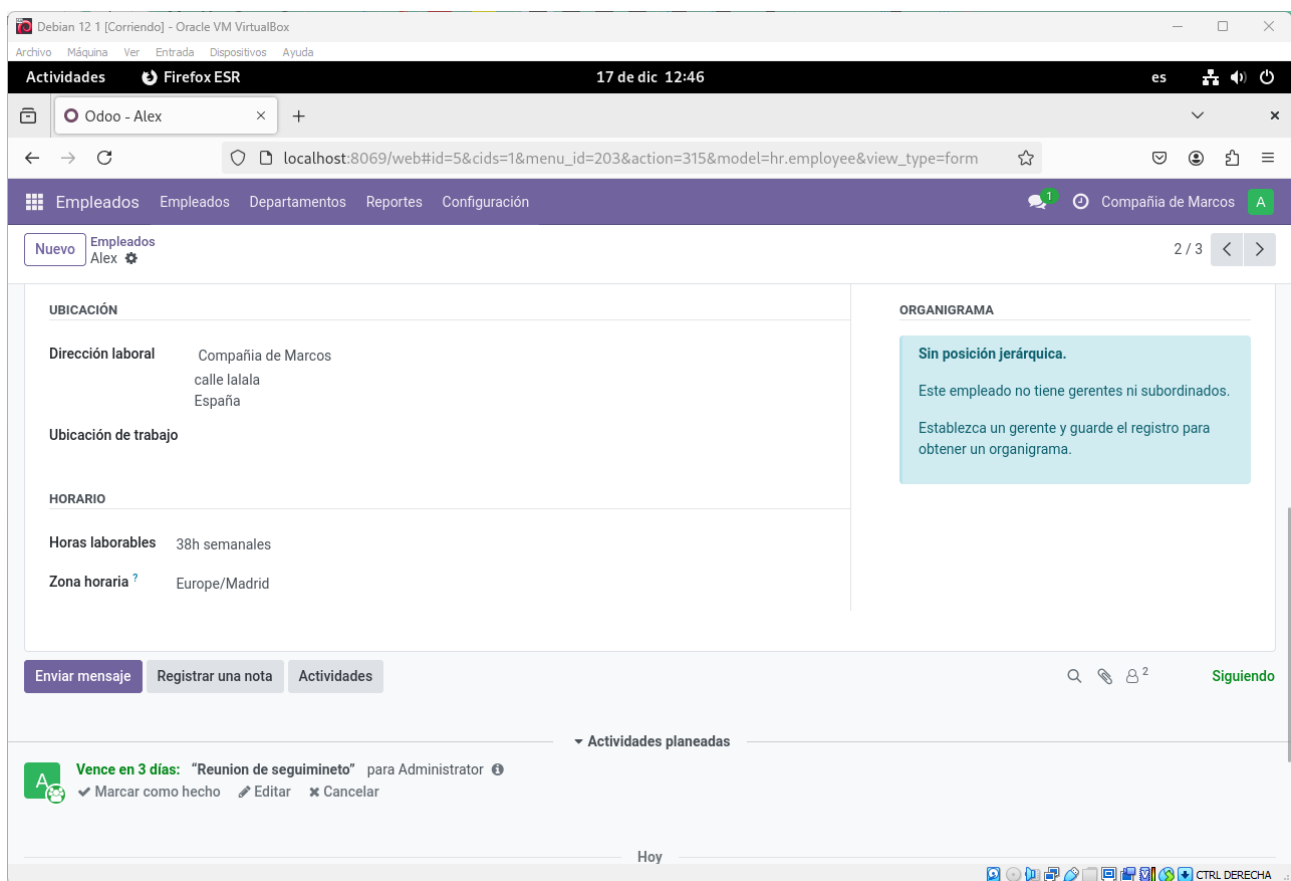 Debian 12 1 [Corriendo] - Oracle VM VirtualBox
Archivo Máquina Ver Entrada Dispositivos Ayuda
Actividades Firefox ESR 17 de dic 12:46 es
Odoo - Alex
localhost:8069/web#id=5&cids=1&menu_id=203&action=315&model=hr.employee&view_type=form
Empleados Empleados Departamentos Reportes Configuración 1 Compañia de Marcos A
Nuevo Empleados
Alex 2 / 3
UBICACIÓN
Dirección laboral Compañia de Marcos
calle lalala
España
Ubicación de trabajo
HORARIO
Horas laborables 38h semanales
Zona horaria ? Europe/Madrid
ORGANIGRAMA
Sin posición jerárquica.
Este empleado no tiene gerentes ni subordinados.
Establezca un gerente y guarde el registro para
obtener un organigrama.
Enviar mensaje Registrar una nota Actividades 2 Siguiendo
Actividades planeadas
A Vence en 3 días: “Reunion de seguimineto” para Administrator
Marcar como hecho Editar Cancelar
Hoy
CTRL DERECHA